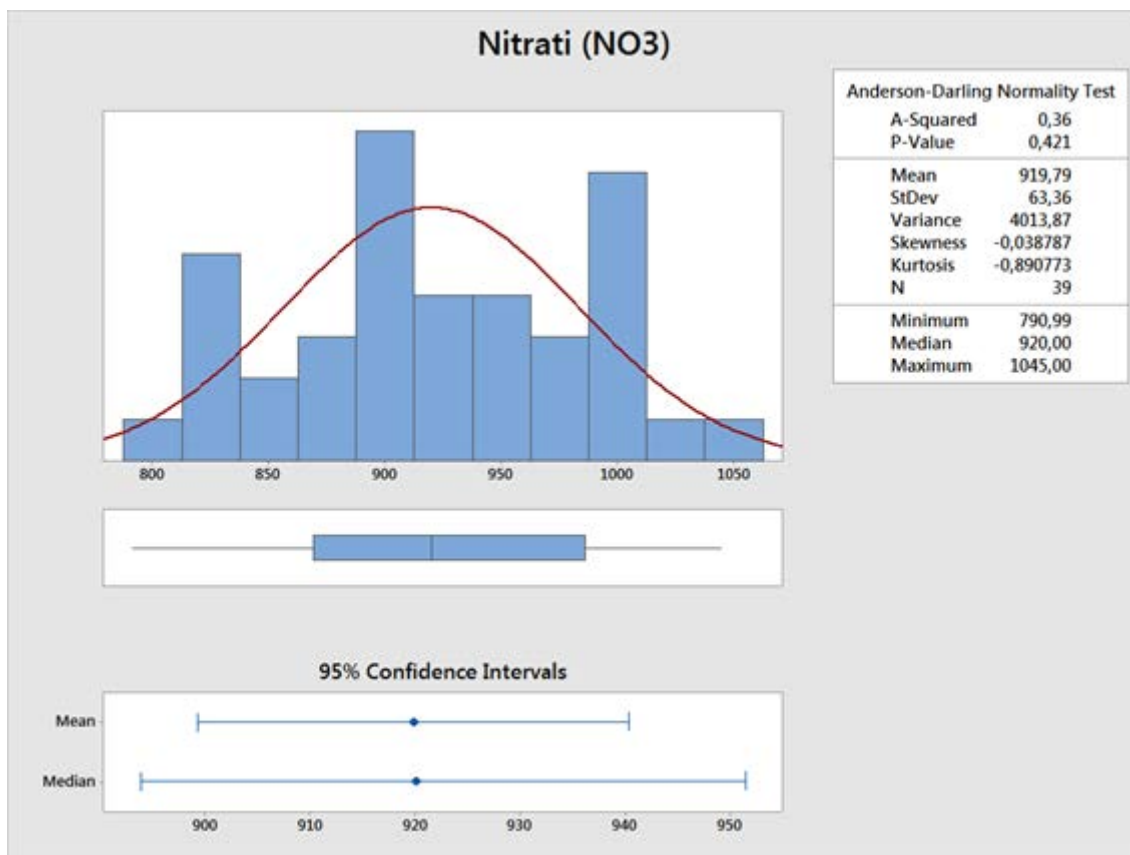 Nitrati (NO3)
Anderson-Darling Normality Test
A-Squared 0,36
P-Value 0,421
Mean 919,79
StDev 63,36
Variance 4013,87
Skewness -0,038787
Kurtosis -0,890773
N 39
Minimum 790,99
Median 920,00
Maximum 1045,00
800 850 900 950 1000 1050
95% Confidence Intervals
Mean
Median
900 910 920 930 940 950